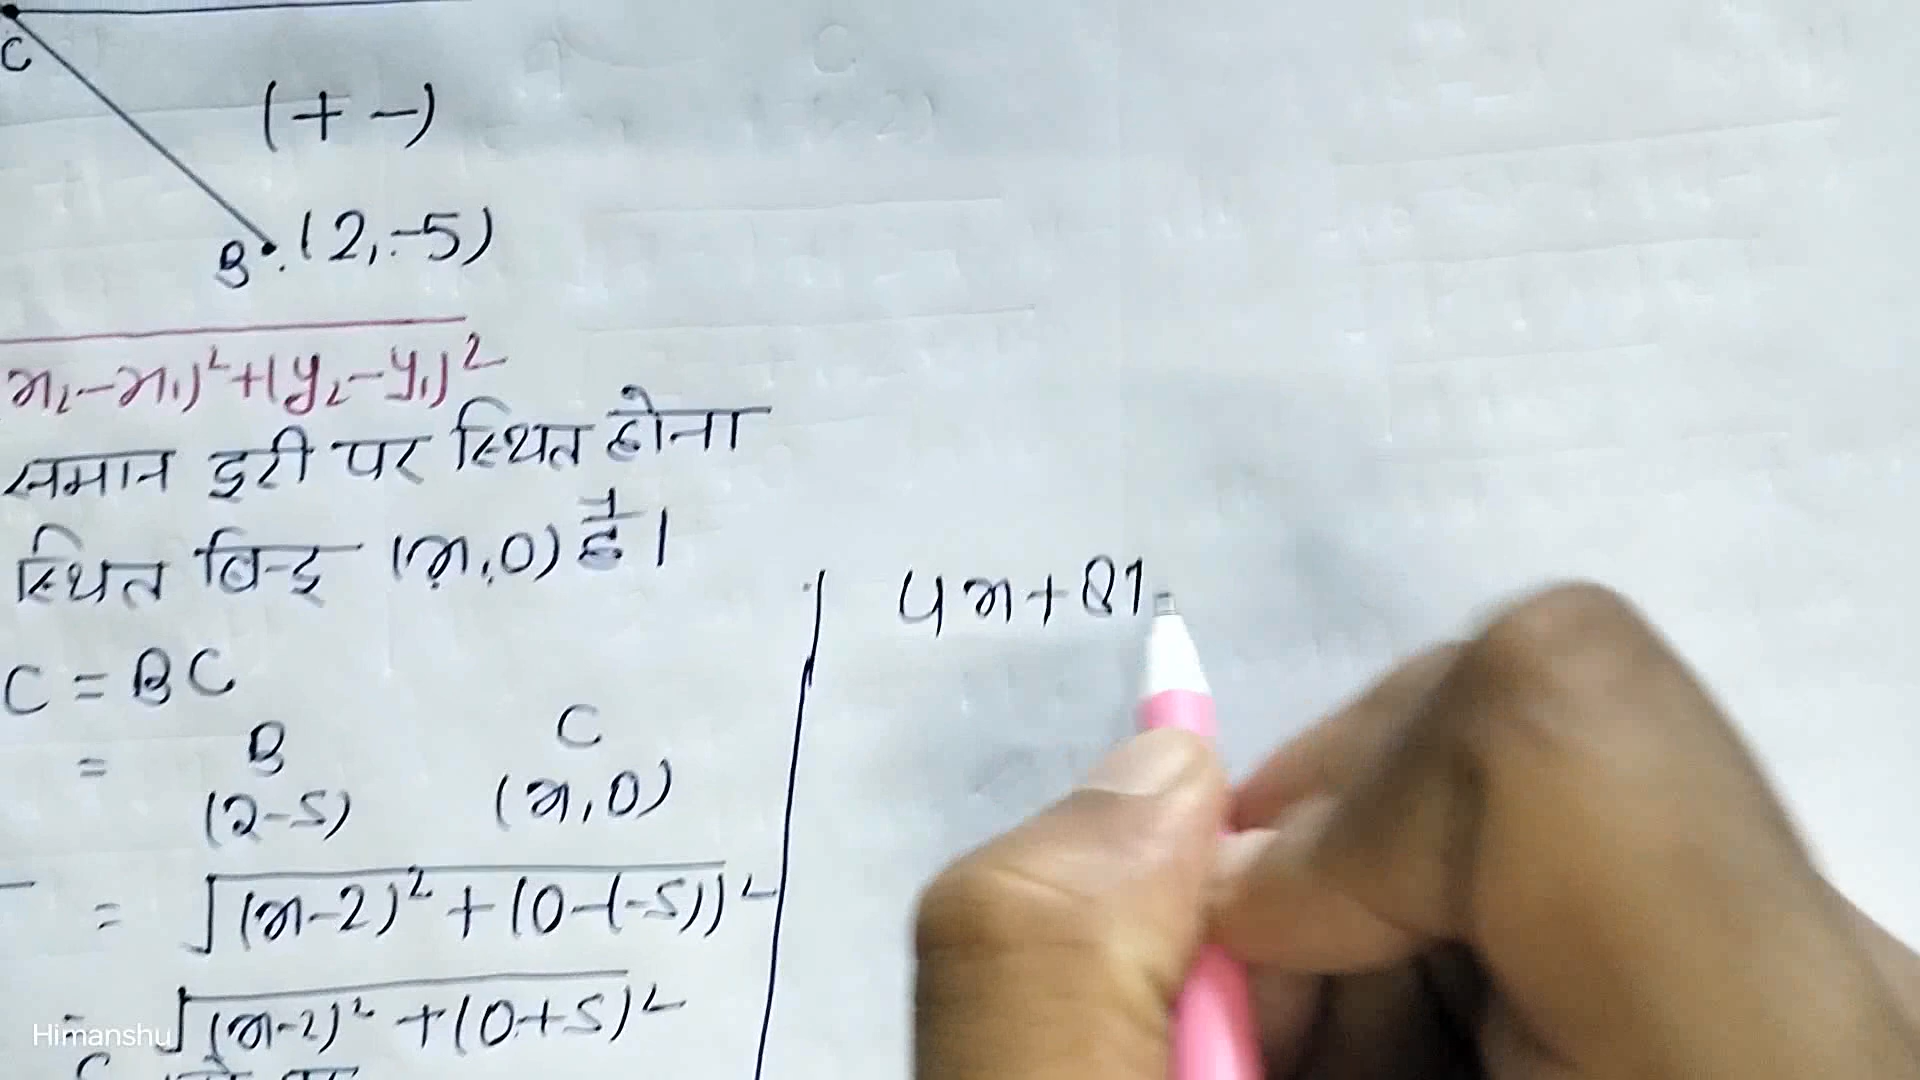 C
(+ -)
B (2, -5)
x₂-x₁)²+(y₂-y₁)²
समान दुरी पर स्थित होना
स्थित बिन्दु (x, 0) है।
C = BC
= B C
(2-5) (x, 0)
= √(x-2)² + (0-(-5))²
= √(x-2)² + (0+5)²
4x+81
Himanshu